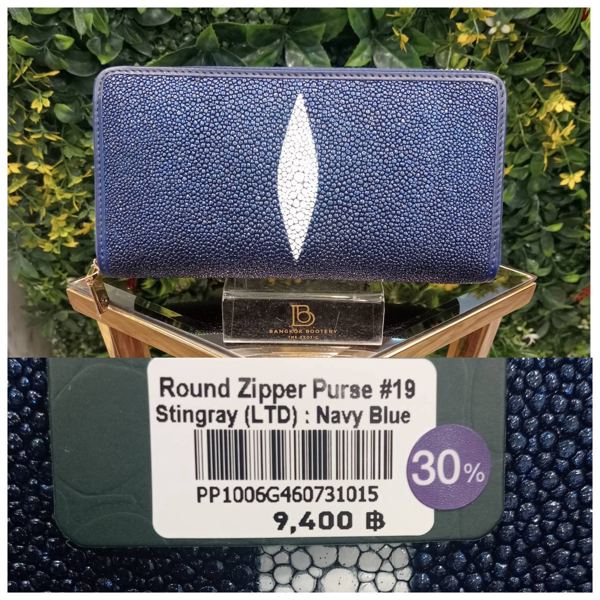 B
BANGKOK BOOTERY
THE EXOTIC
Round Zipper Purse #19
Stingray (LTD) : Navy Blue
30%
PP1006G460731015
9,400 ฿